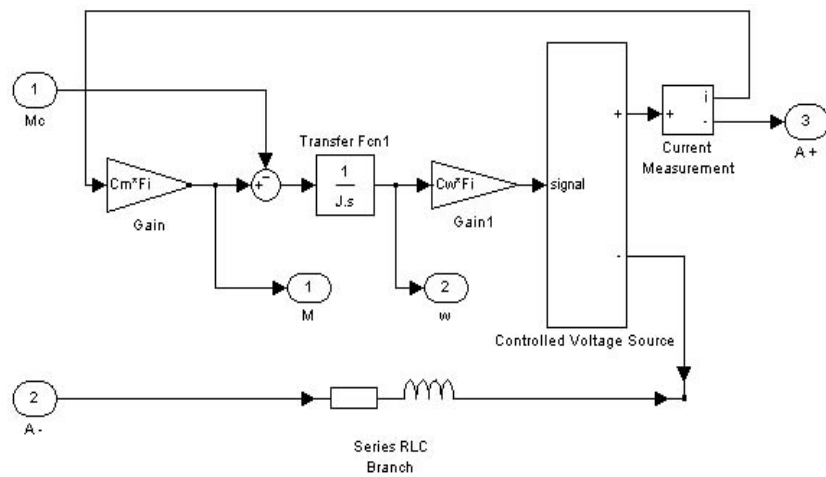 1
Mc
Cm*Fi
Gain
+
-
Transfer Fcn1
1
J.s
Cw*Fi
Gain1
signal
+
-
Controlled Voltage Source
+
i
-
Current
Measurement
3
A +
1
M
2
w
2
A -
Series RLC
Branch